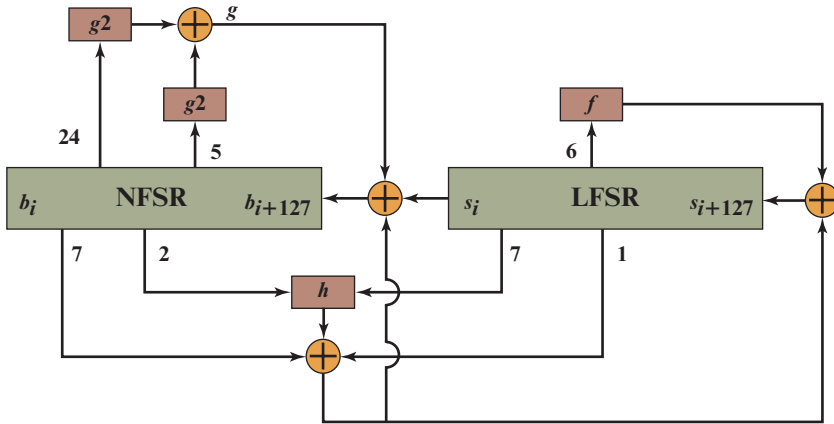 g2
g
g2
f
24
5
6
b_i NFSR b_{i+127}
s_i LFSR s_{i+127}
7
2
7
1
h